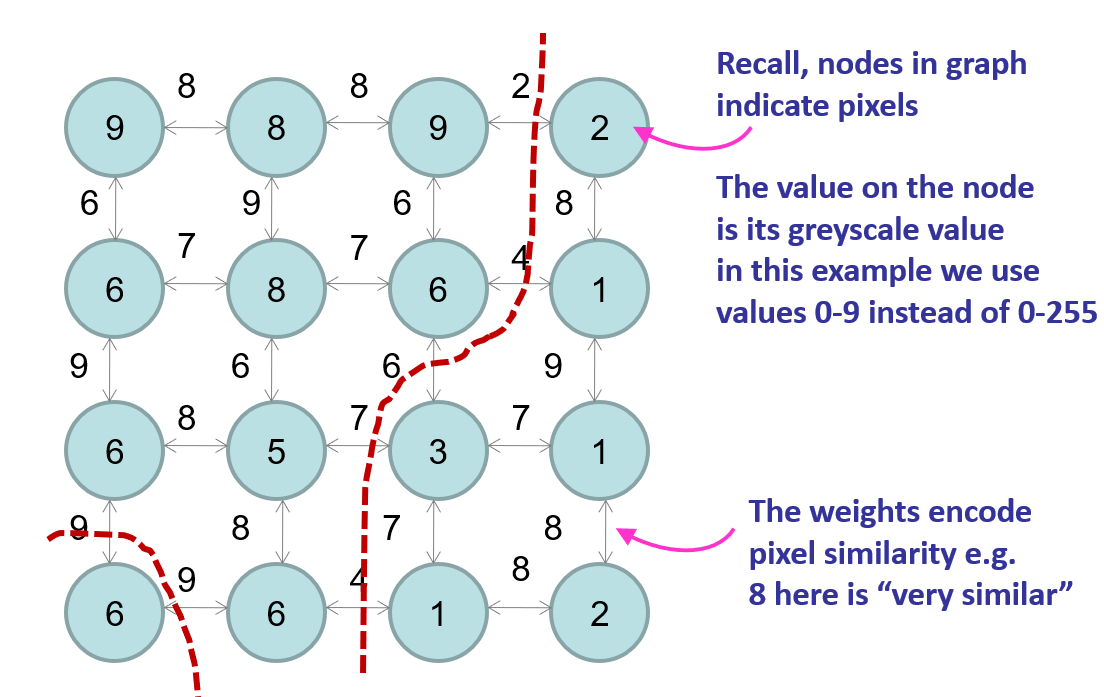 8 8 2
9 8 9 2
6 9 6 8
7 7 4
6 8 6 1
9 6 6 9
8 7 7
6 5 3 1
9 8 7 8
9 4 8
6 6 1 2
Recall, nodes in graph
indicate pixels
The value on the node
is its greyscale value
in this example we use
values 0-9 instead of 0-255
The weights encode
pixel similarity e.g.
8 here is “very similar”